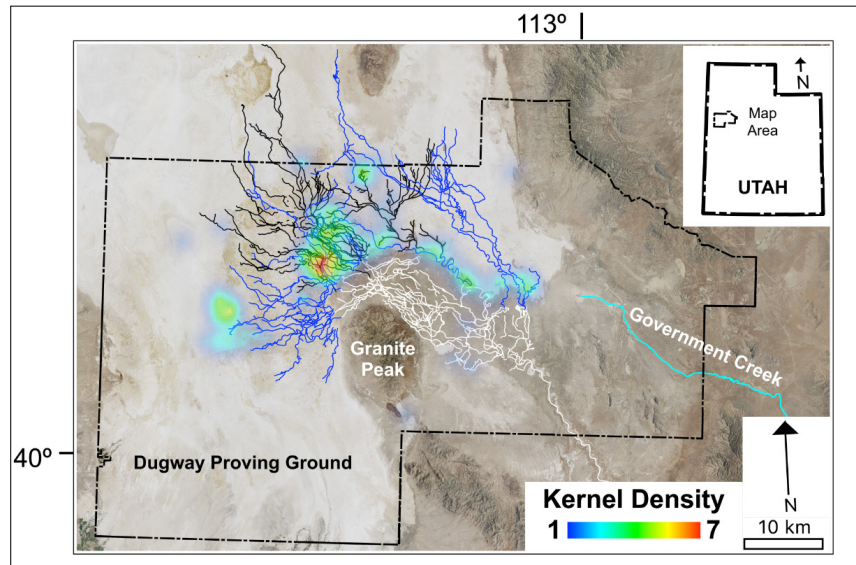 113º
N
Map
Area
UTAH
Government Creek
Granite
Peak
40º
Dugway Proving Ground
Kernel Density
1
7
N
10 km